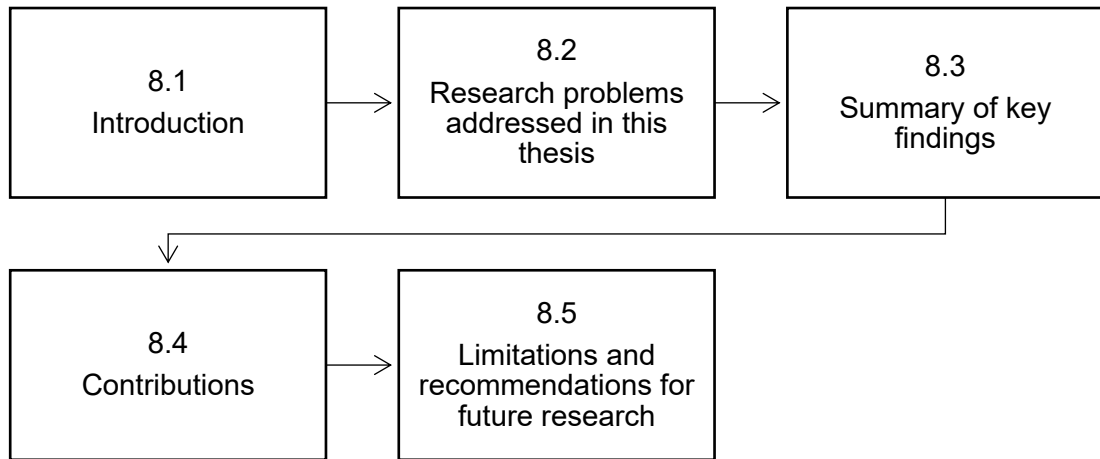 8.1
Introduction
8.2
Research problems
addressed in this
thesis
8.3
Summary of key
findings
8.4
Contributions
8.5
Limitations and
recommendations for
future research